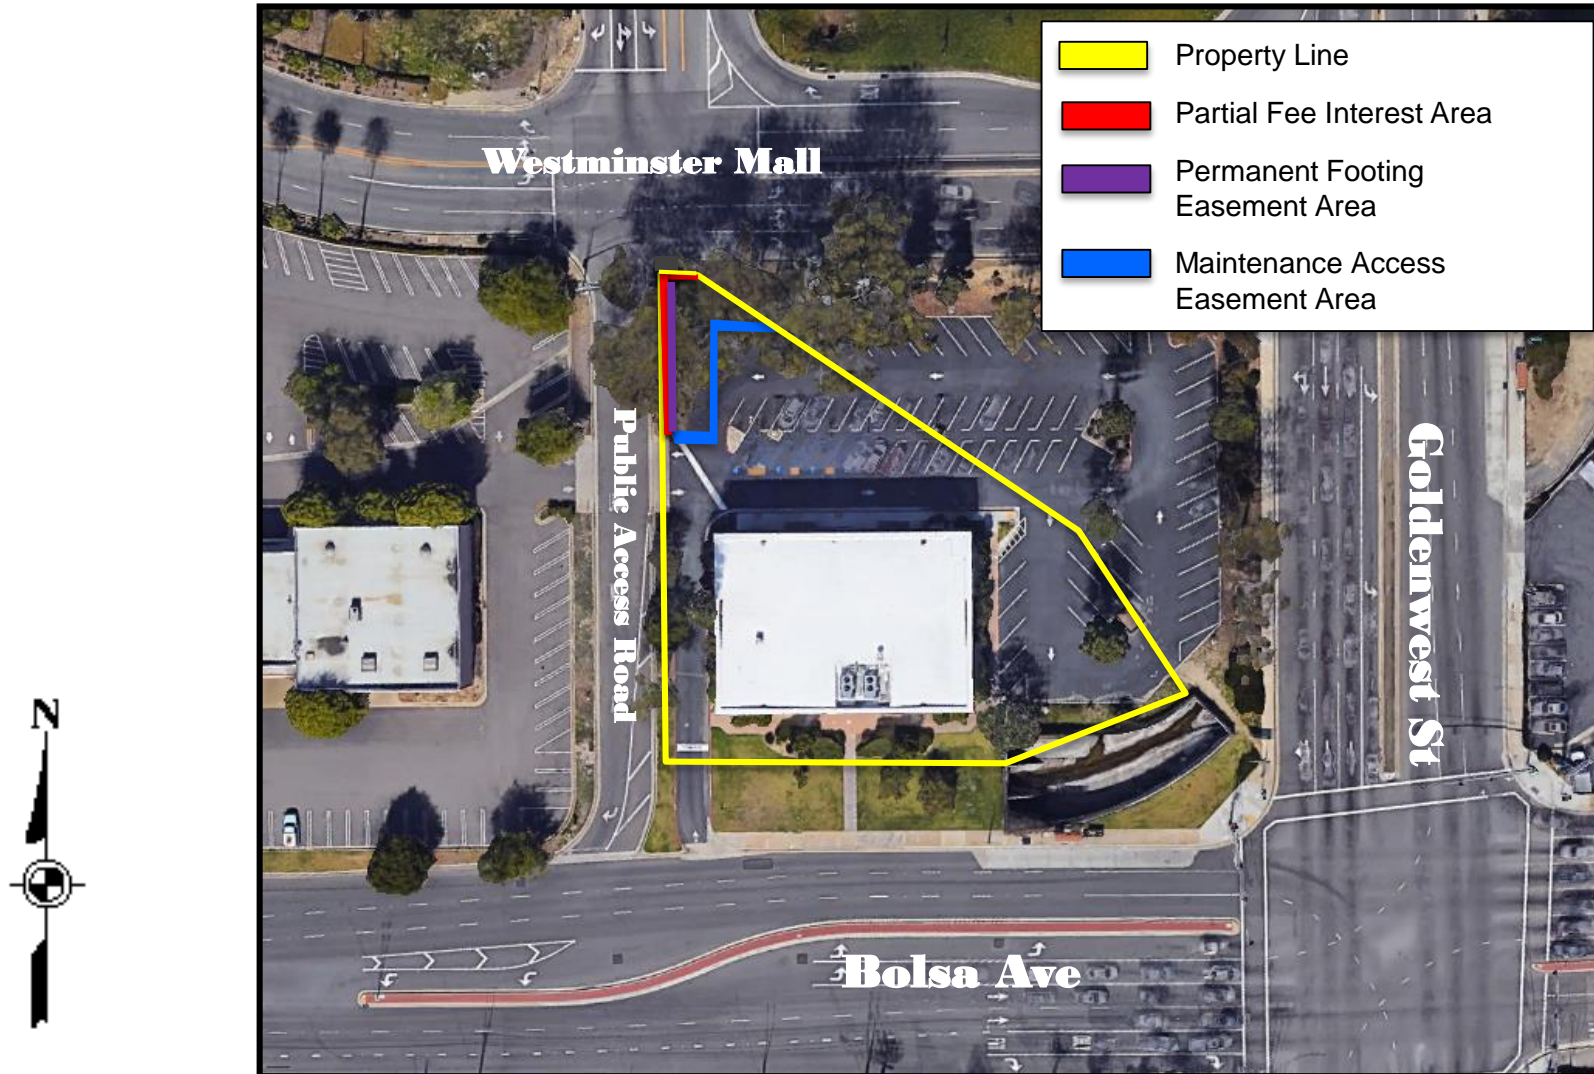 Property Line
Partial Fee Interest Area
Permanent Footing
Easement Area
Maintenance Access
Easement Area
Westminster Mall
Public Access Road
Goldenwest St
Bolsa Ave
N